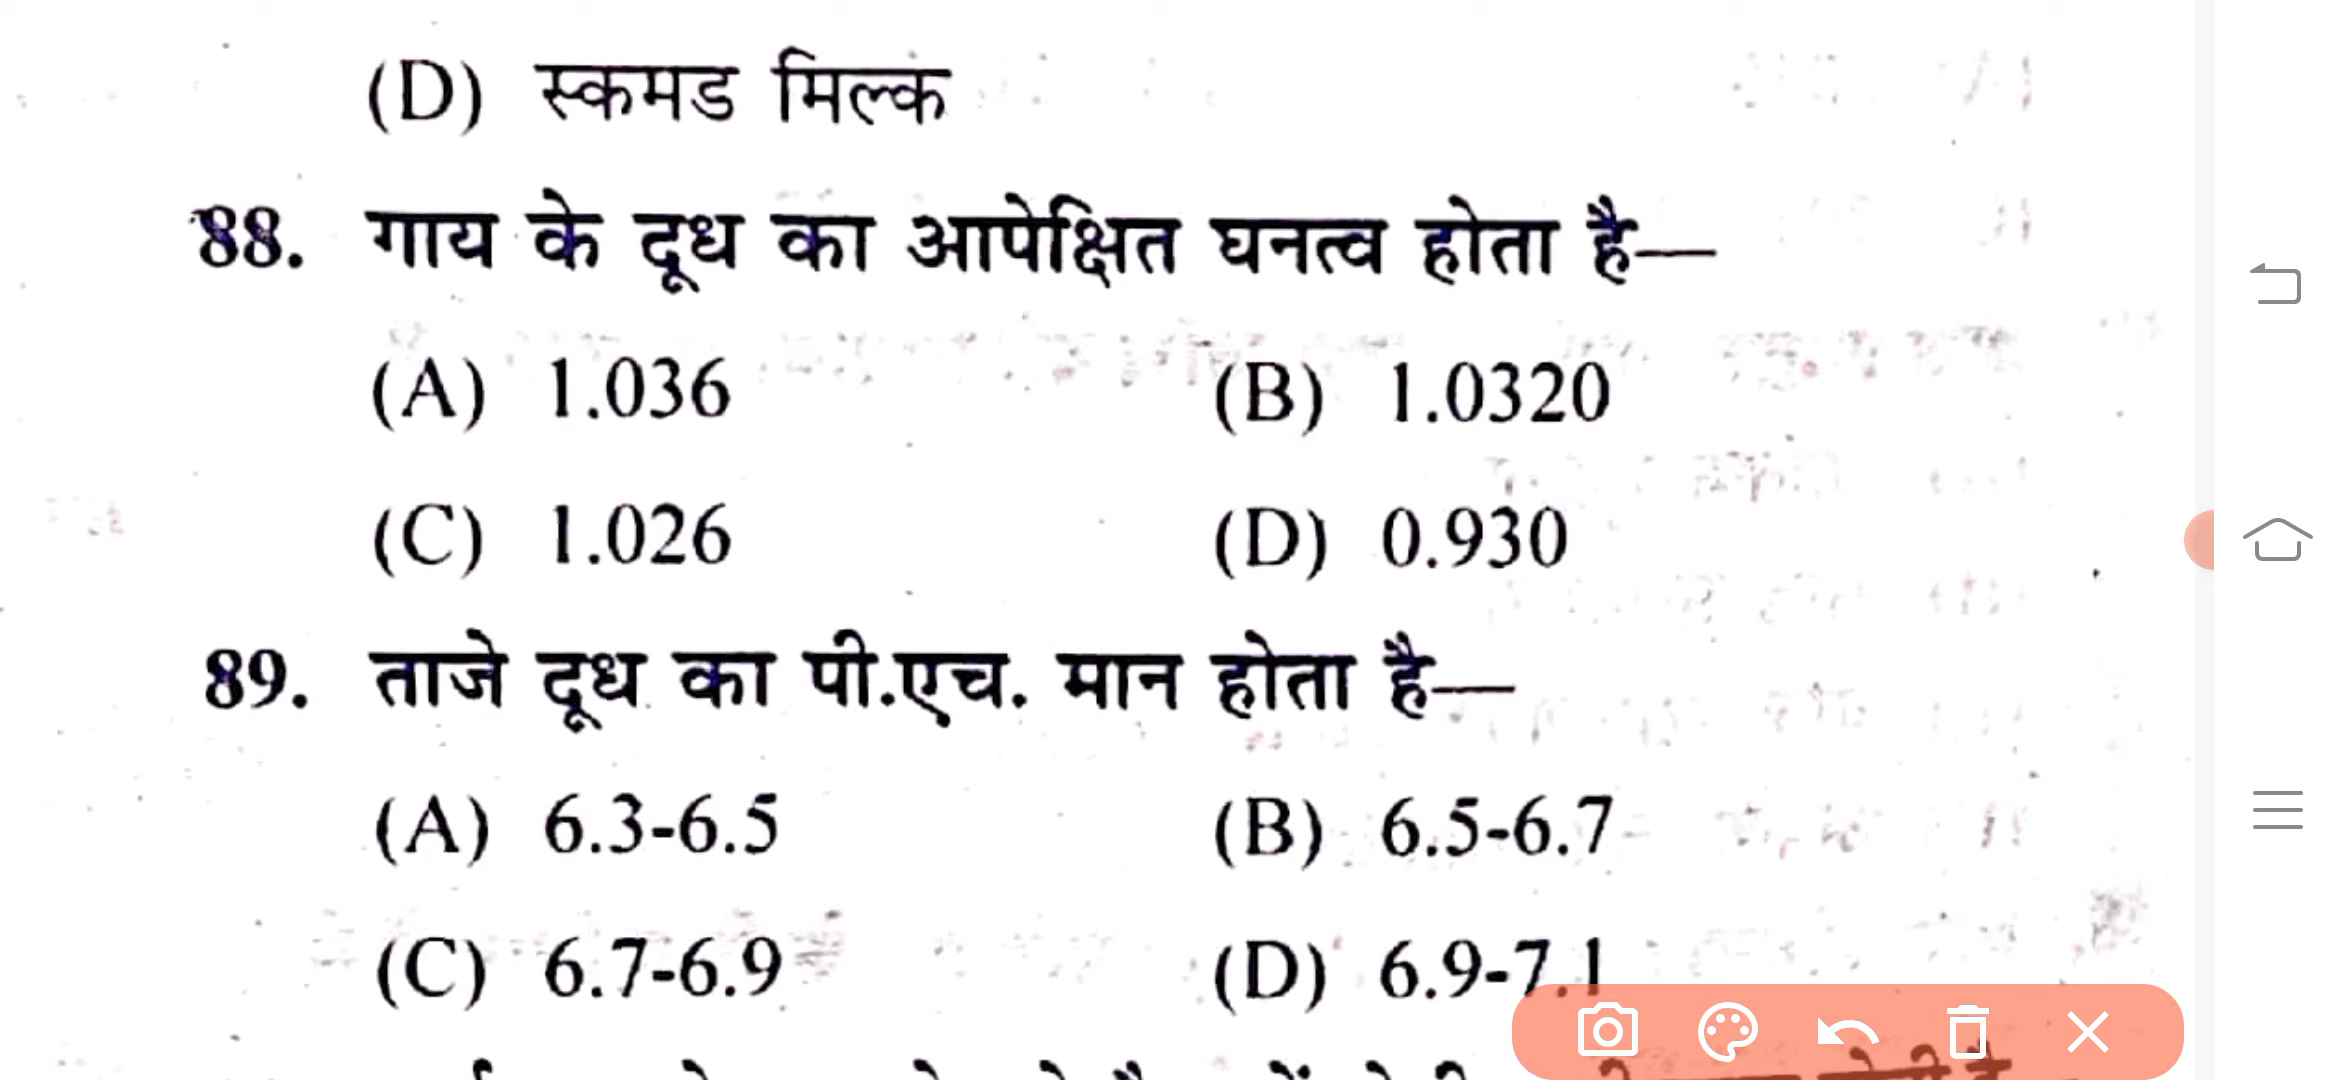 (D) स्कमड मिल्क
88. गाय के दूध का आपेक्षित घनत्व होता है—
(A) 1.036 (B) 1.0320
(C) 1.026 (D) 0.930
89. ताजे दूध का पी.एच. मान होता है—
(A) 6.3-6.5 (B) 6.5-6.7
(C) 6.7-6.9 (D) 6.9-7.1